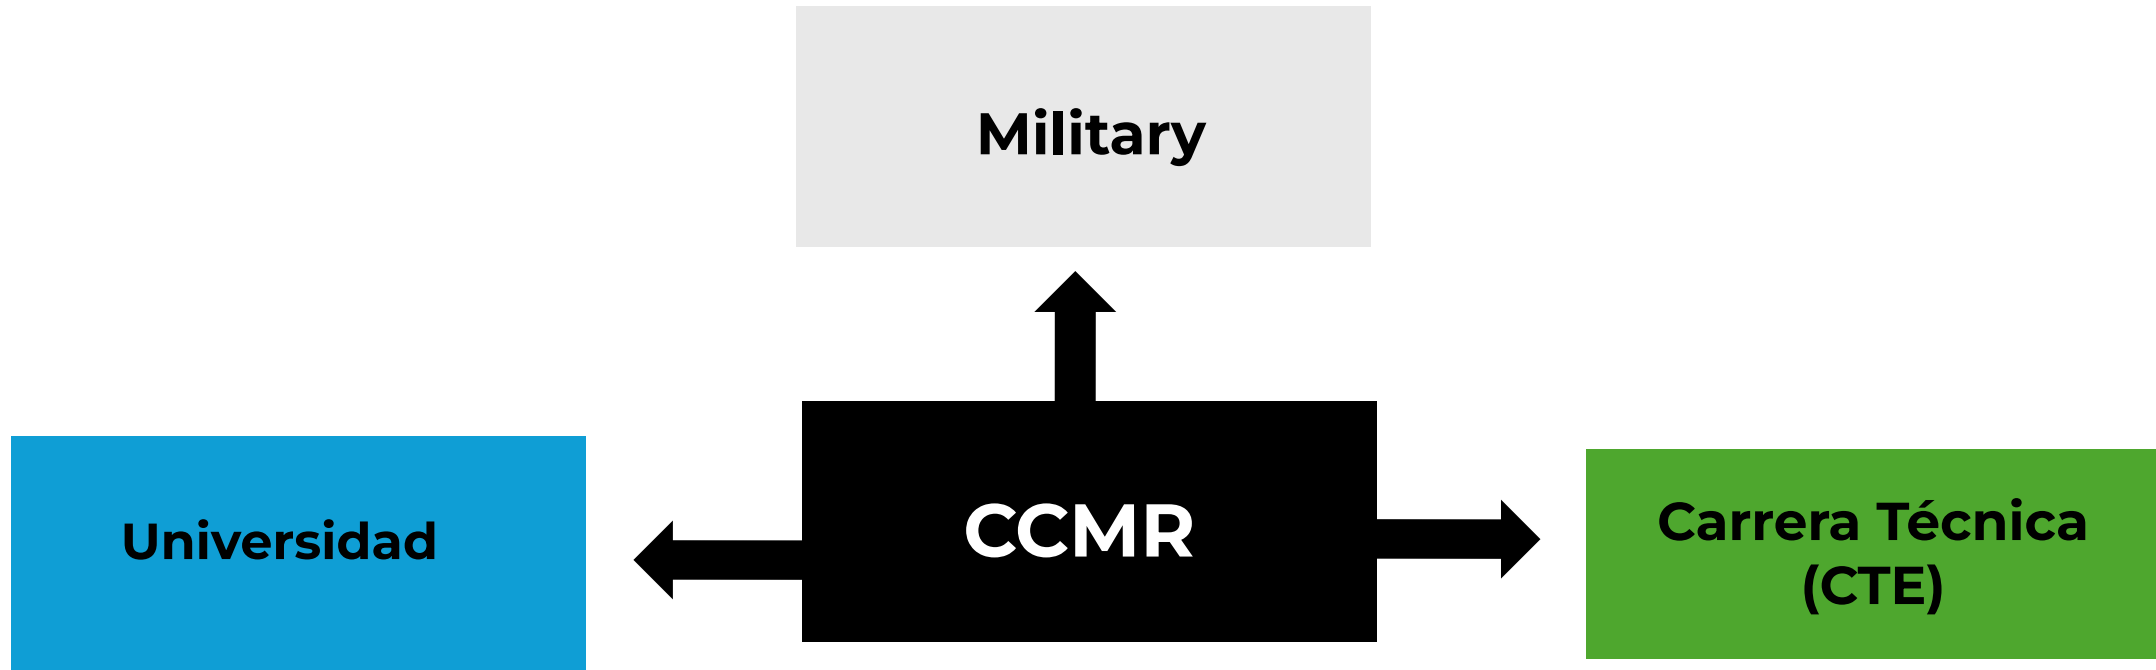 Military
Universidad
CCMR
Carrera Técnica
(CTE)